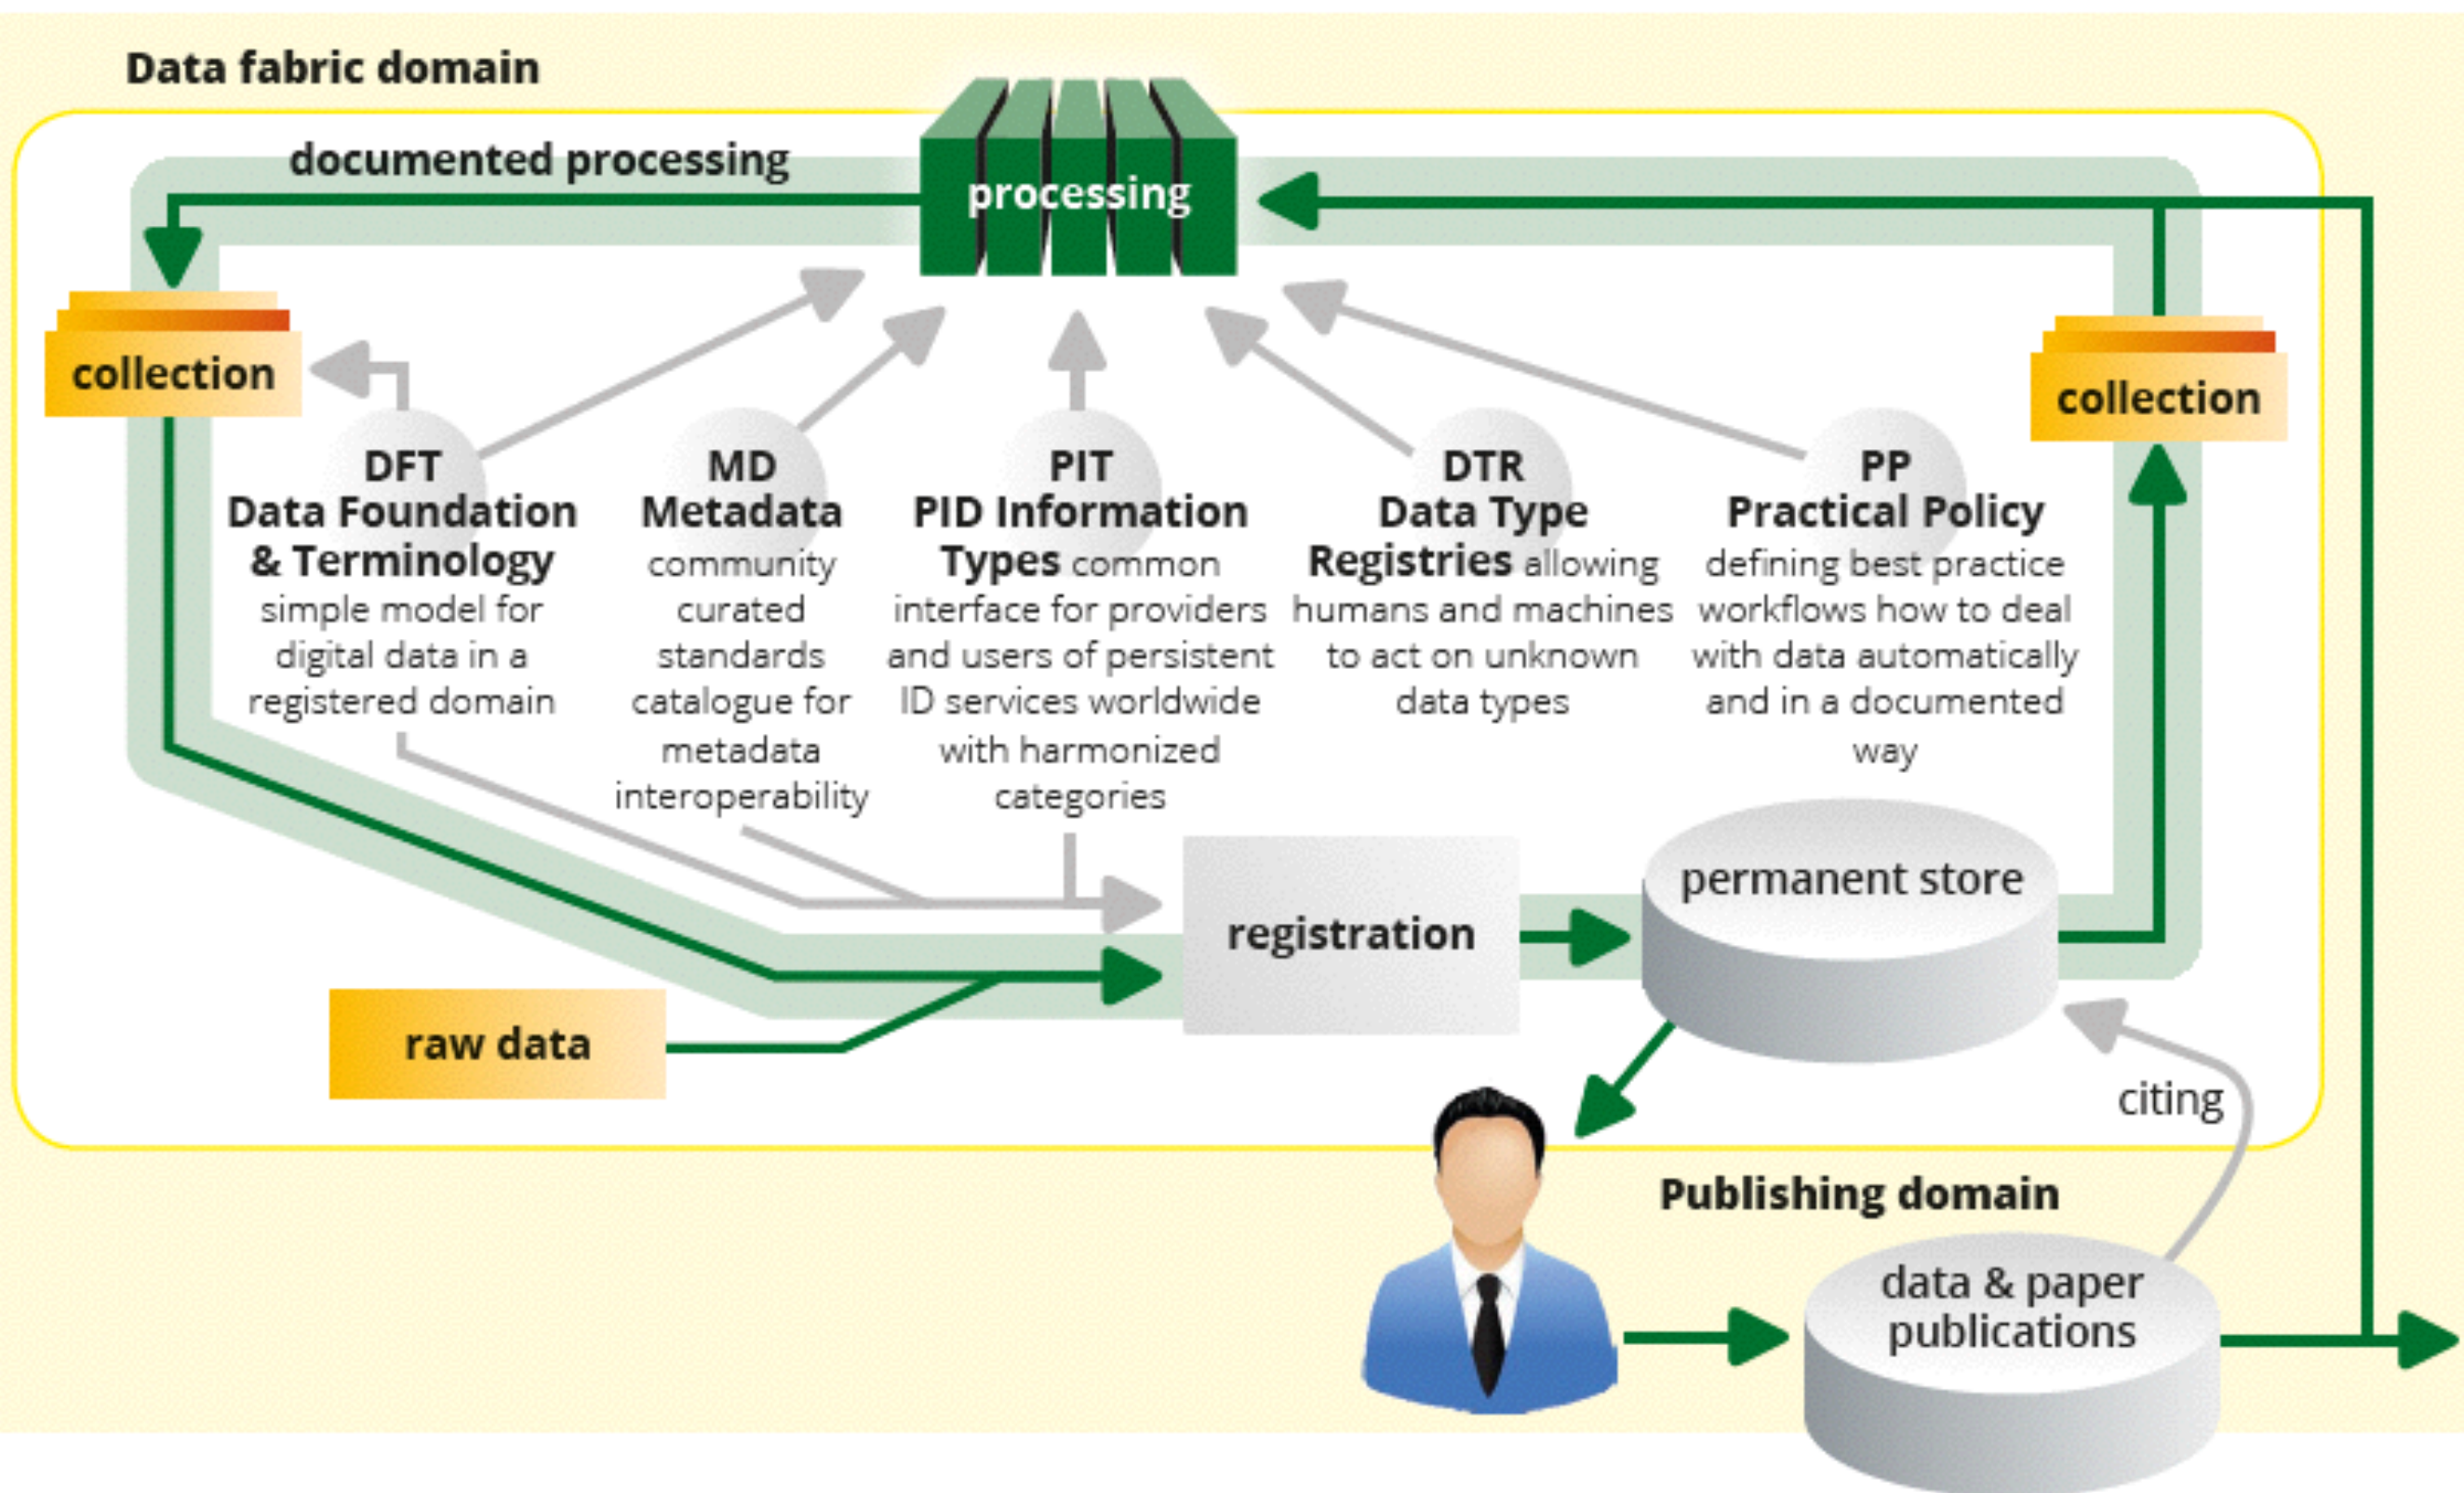 Data fabric domain
documented processing
processing
collection
collection
DFT
Data Foundation
& Terminology
simple model for
digital data in a
registered domain
MD
Metadata
community
curated
standards
catalogue for
metadata
interoperability
PIT
PID Information
Types common
interface for providers
and users of persistent
ID services worldwide
with harmonized
categories
DTR
Data Type
Registries allowing
humans and machines
to act on unknown
data types
PP
Practical Policy
defining best practice
workflows how to deal
with data automatically
and in a documented
way
registration
permanent store
raw data
citing
Publishing domain
data & paper
publications